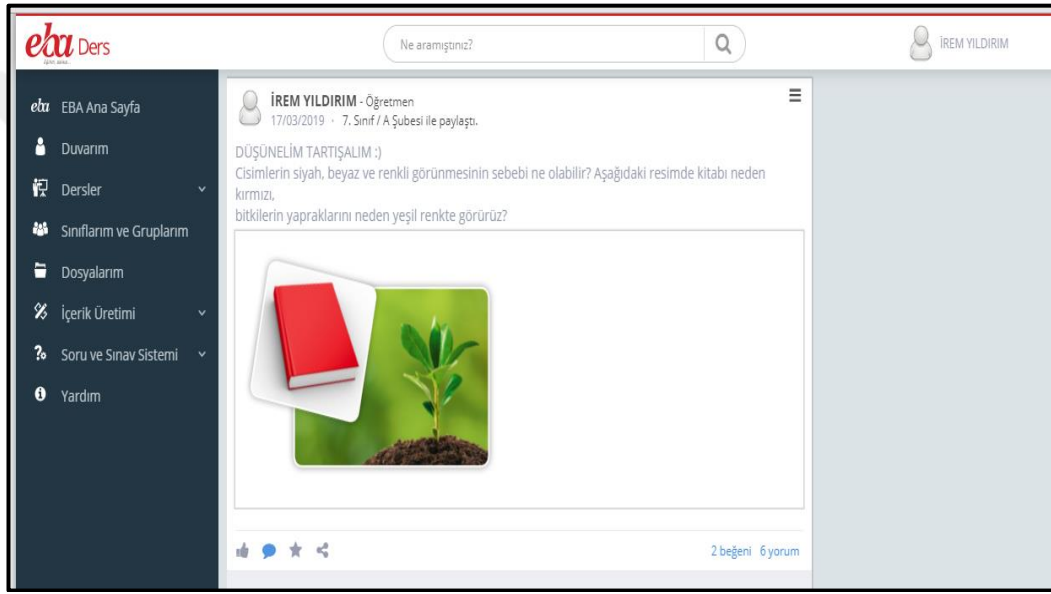 eba Ders
Ne aramıştınız?
İREM YILDIRIM
eba EBA Ana Sayfa
Duvarım
Dersler
Sınıflarım ve Gruplarım
Dosyalarım
İçerik Üretimi
Soru ve Sınav Sistemi
Yardım
İREM YILDIRIM - Öğretmen
17/03/2019 · 7. Sınıf / A Şubesi ile paylaştı.
DÜŞÜNELİM TARTIŞALIM :)
Cisimlerin siyah, beyaz ve renkli görünmesinin sebebi ne olabilir? Aşağıdaki resimde kitabı neden
kırmızı,
bitkilerin yapraklarını neden yeşil renkte görürüz?
2 beğeni 6 yorum